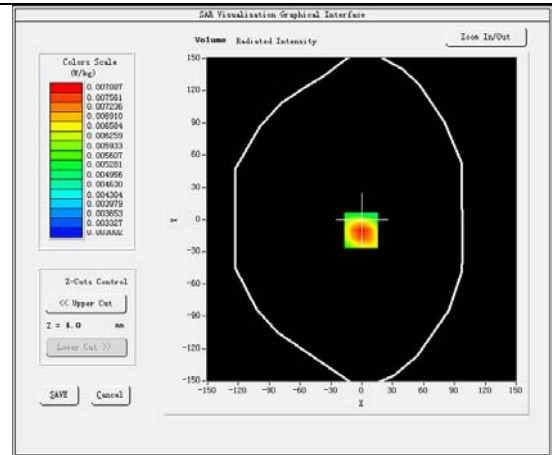 SAR Visualisation Graphical Interface
Volume Radiated Intensity
Zoom In/Out
Colors Scale
(W/kg)
0.007887
0.007561
0.007236
0.006910
0.006584
0.006259
0.005933
0.005607
0.005281
0.004956
0.004630
0.004304
0.003979
0.003653
0.003327
0.003002
150
120
90
60
30
0
-30
-60
-90
-120
-150
Y
-150 -120 -90 -60 -30 0 30 60 90 120 150
X
Z-Cuts Control
<< Upper Cut
Z = 4.0 mm
Lower Cut >>
SAVE Cancel